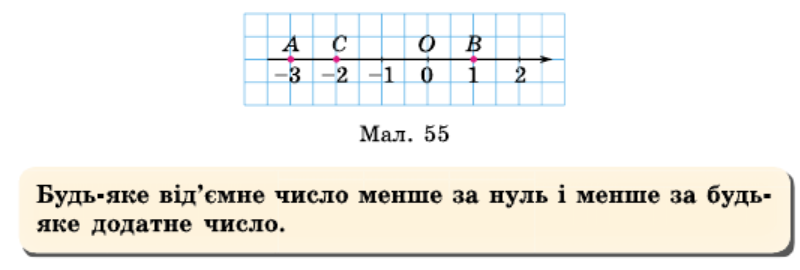 A C O B
−3 −2 −1 0 1 2
Мал. 55
Будь-яке від’ємне число менше за нуль і менше за будь-
яке додатне число.